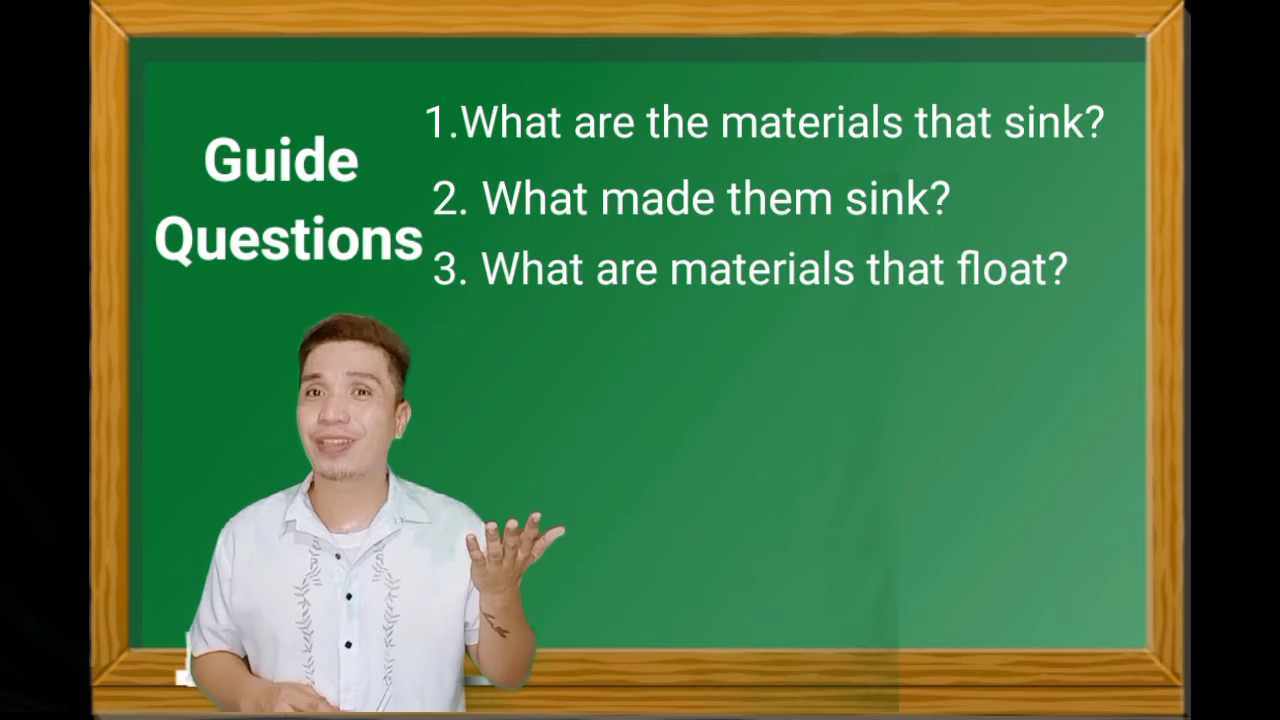 Guide
Questions
1.What are the materials that sink?
2. What made them sink?
3. What are materials that float?